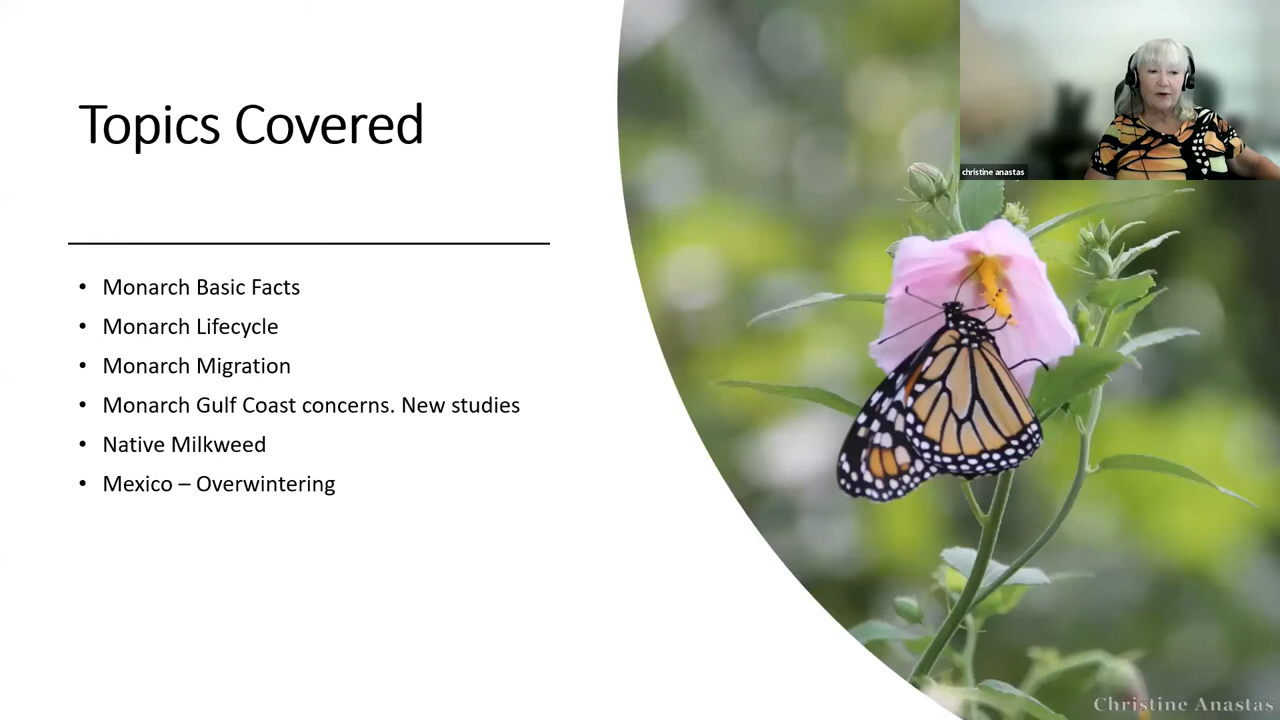 Topics Covered
• Monarch Basic Facts
• Monarch Lifecycle
• Monarch Migration
• Monarch Gulf Coast concerns. New studies
• Native Milkweed
• Mexico – Overwintering
christine anastas
Christine Anastas